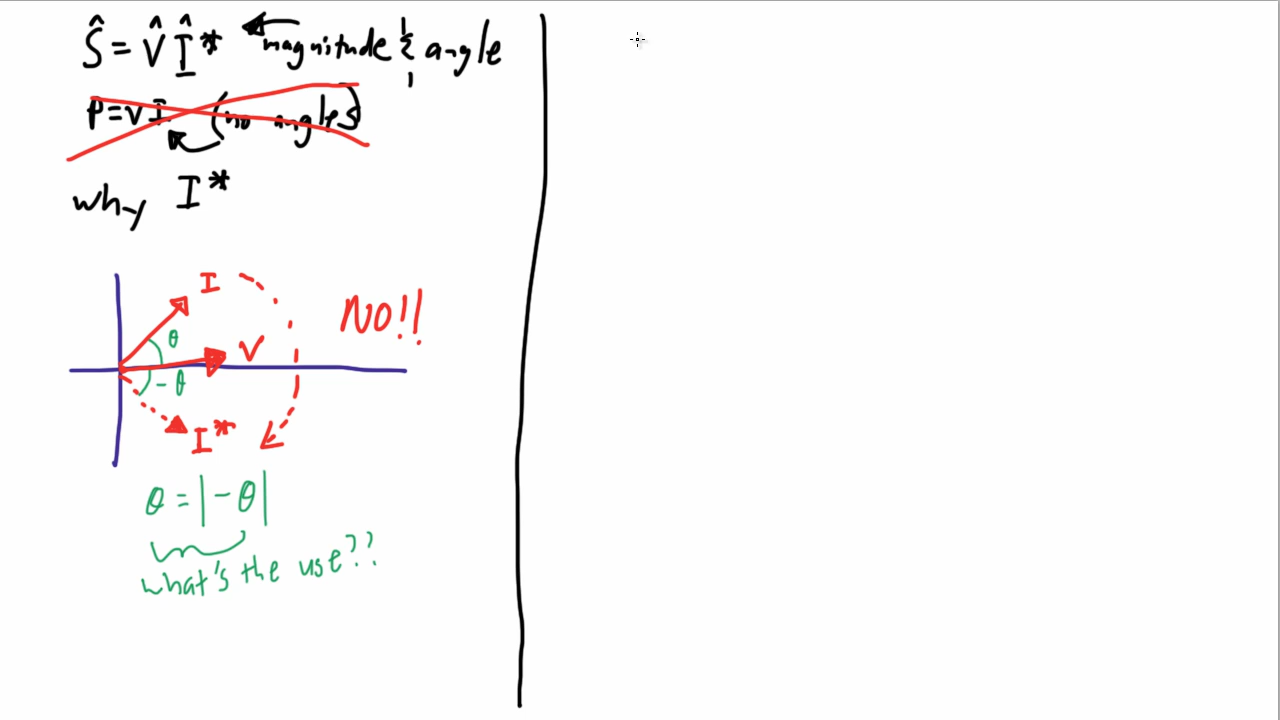 Ŝ = V̂ Î* magnitude & angle
P=VI (no angles)
why I*
I
NO!!
θ
V
-θ
I*
θ = |-θ|
what's the use??